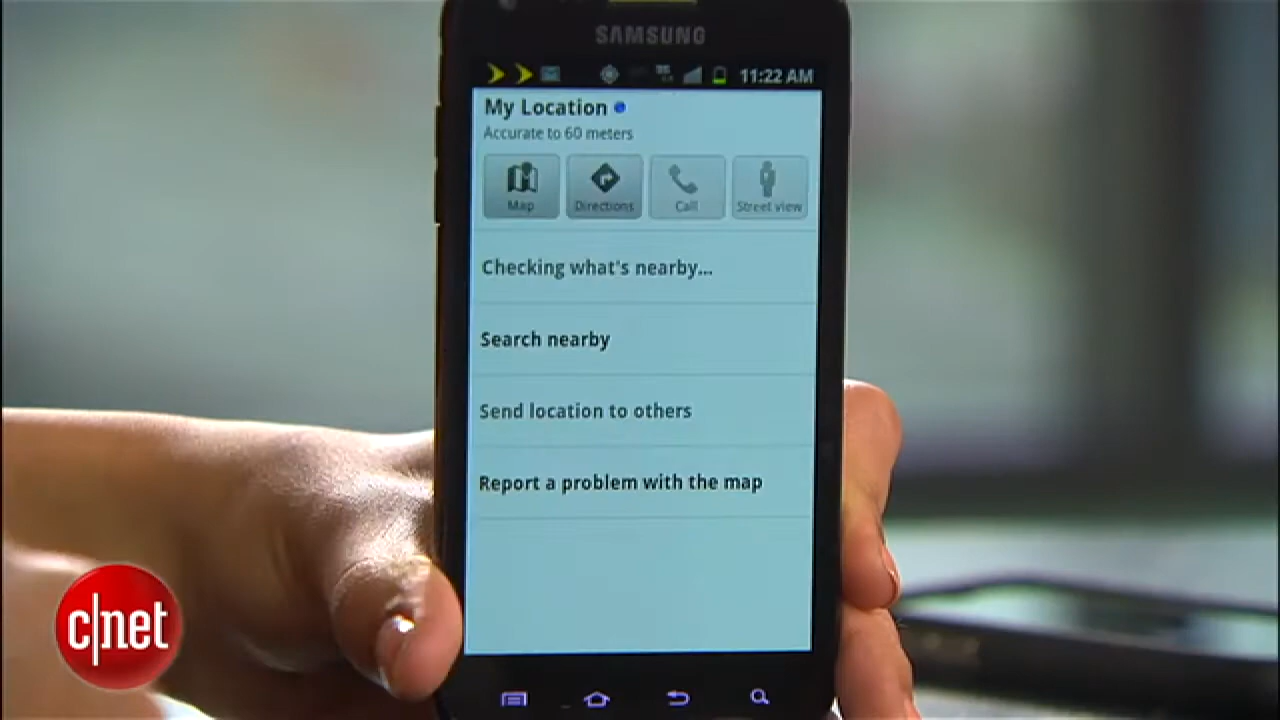 SAMSUNG
11:22 AM
My Location
Accurate to 60 meters
Map
Directions
Call
Street view
Checking what's nearby...
Search nearby
Send location to others
Report a problem with the map
c|net